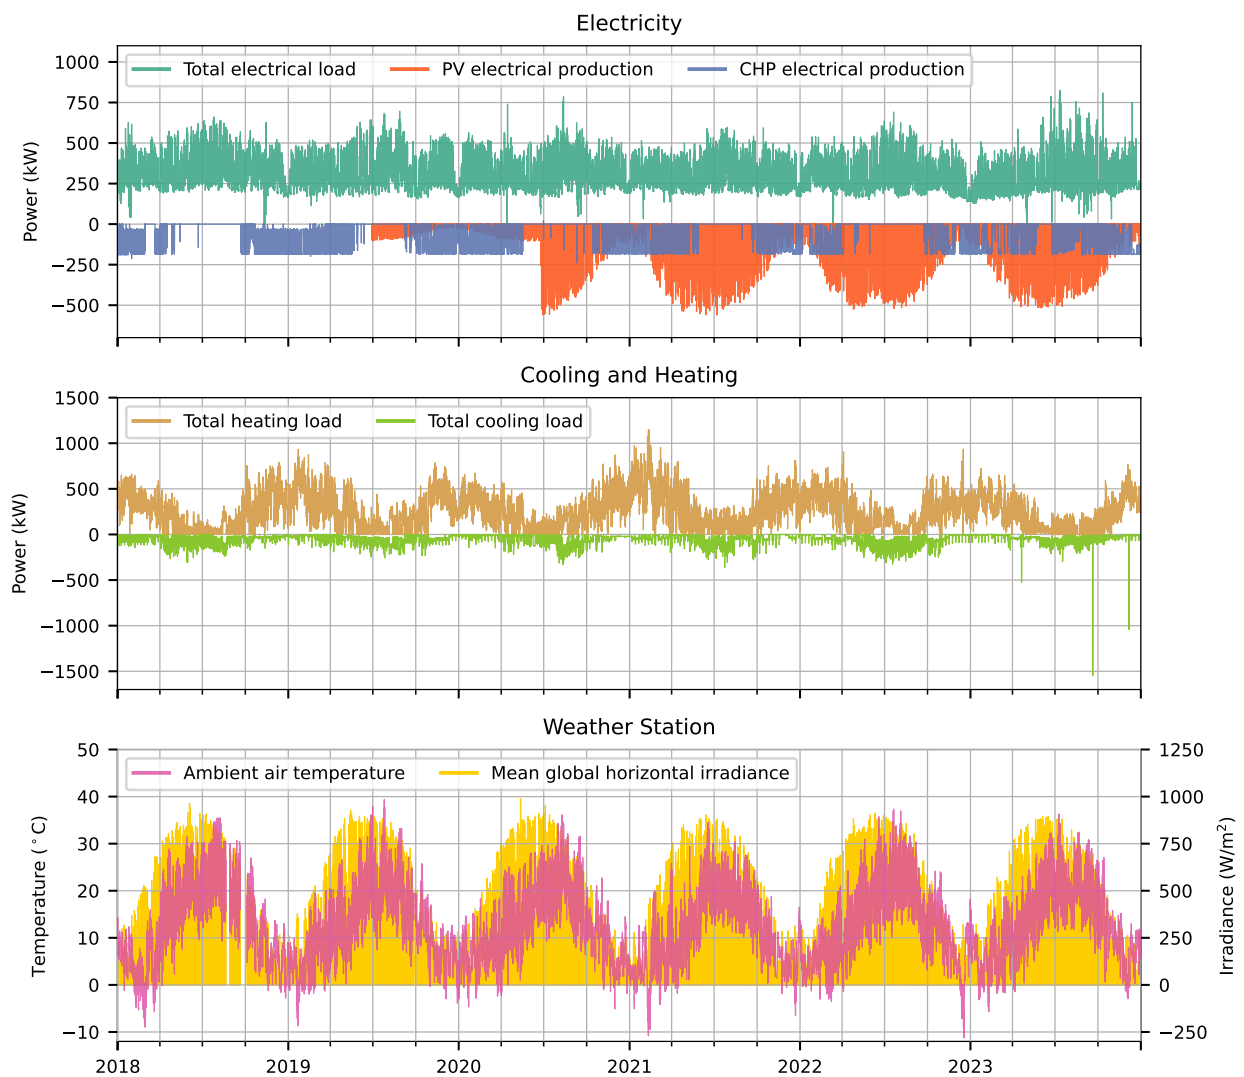 Electricity
Total electrical load PV electrical production CHP electrical production
1000
750
500
250
0
−250
−500
Power (kW)
Cooling and Heating
Total heating load Total cooling load
1500
1000
500
0
−500
−1000
−1500
Power (kW)
Weather Station
Ambient air temperature Mean global horizontal irradiance
50
40
30
20
10
0
−10
Temperature (°C)
1250
1000
750
500
250
0
−250
Irradiance (W/m²)
2018 2019 2020 2021 2022 2023